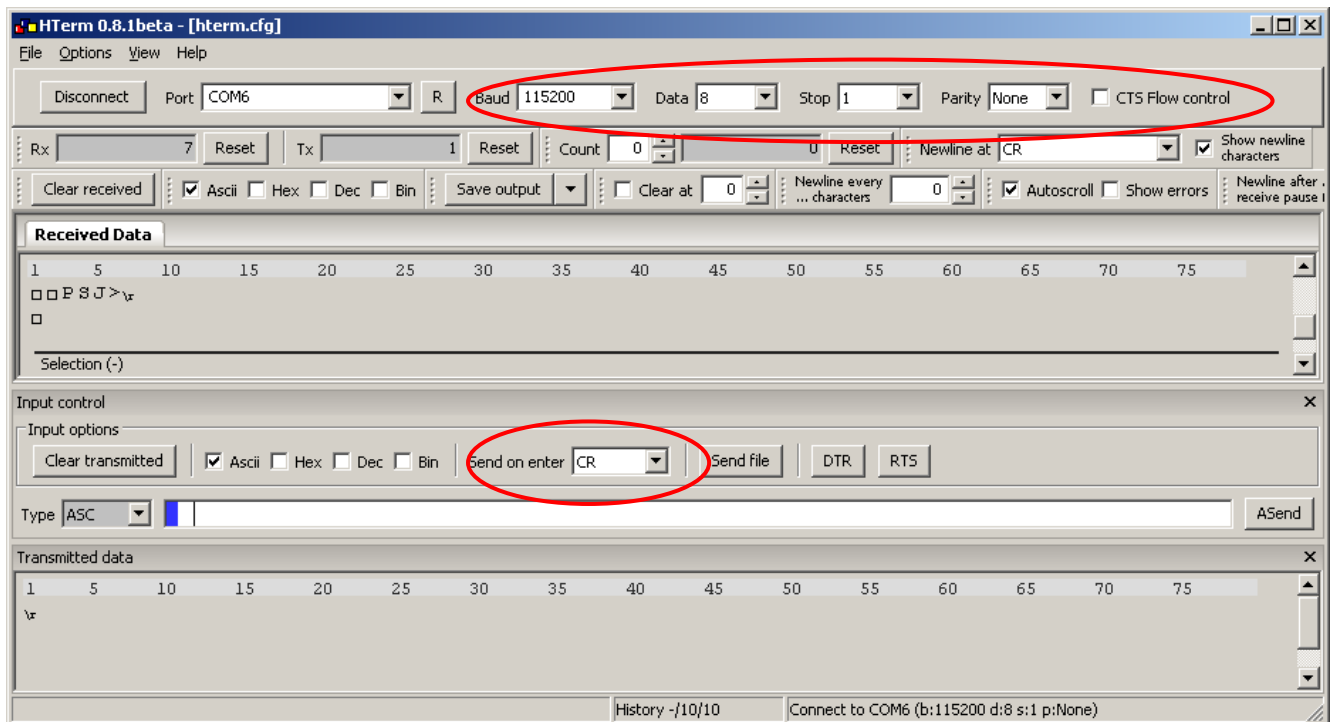 HTerm 0.8.1beta - [hterm.cfg]
File Options View Help
Disconnect Port COM6 R Baud 115200 Data 8 Stop 1 Parity None CTS Flow control
Rx 7 Reset Tx 1 Reset Count 0 0 Reset Newline at CR Show newline characters
Clear received Ascii Hex Dec Bin Save output Clear at 0 Newline every ... characters 0 Autoscroll Show errors Newline after . receive pause
Received Data
1 5 10 15 20 25 30 35 40 45 50 55 60 65 70 75
□□PSJ>\r
□
Selection (-)
Input control
Input options
Clear transmitted Ascii Hex Dec Bin Send on enter CR Send file DTR RTS
Type ASC ASend
Transmitted data
1 5 10 15 20 25 30 35 40 45 50 55 60 65 70 75
\r
History -/10/10 Connect to COM6 (b:115200 d:8 s:1 p:None)